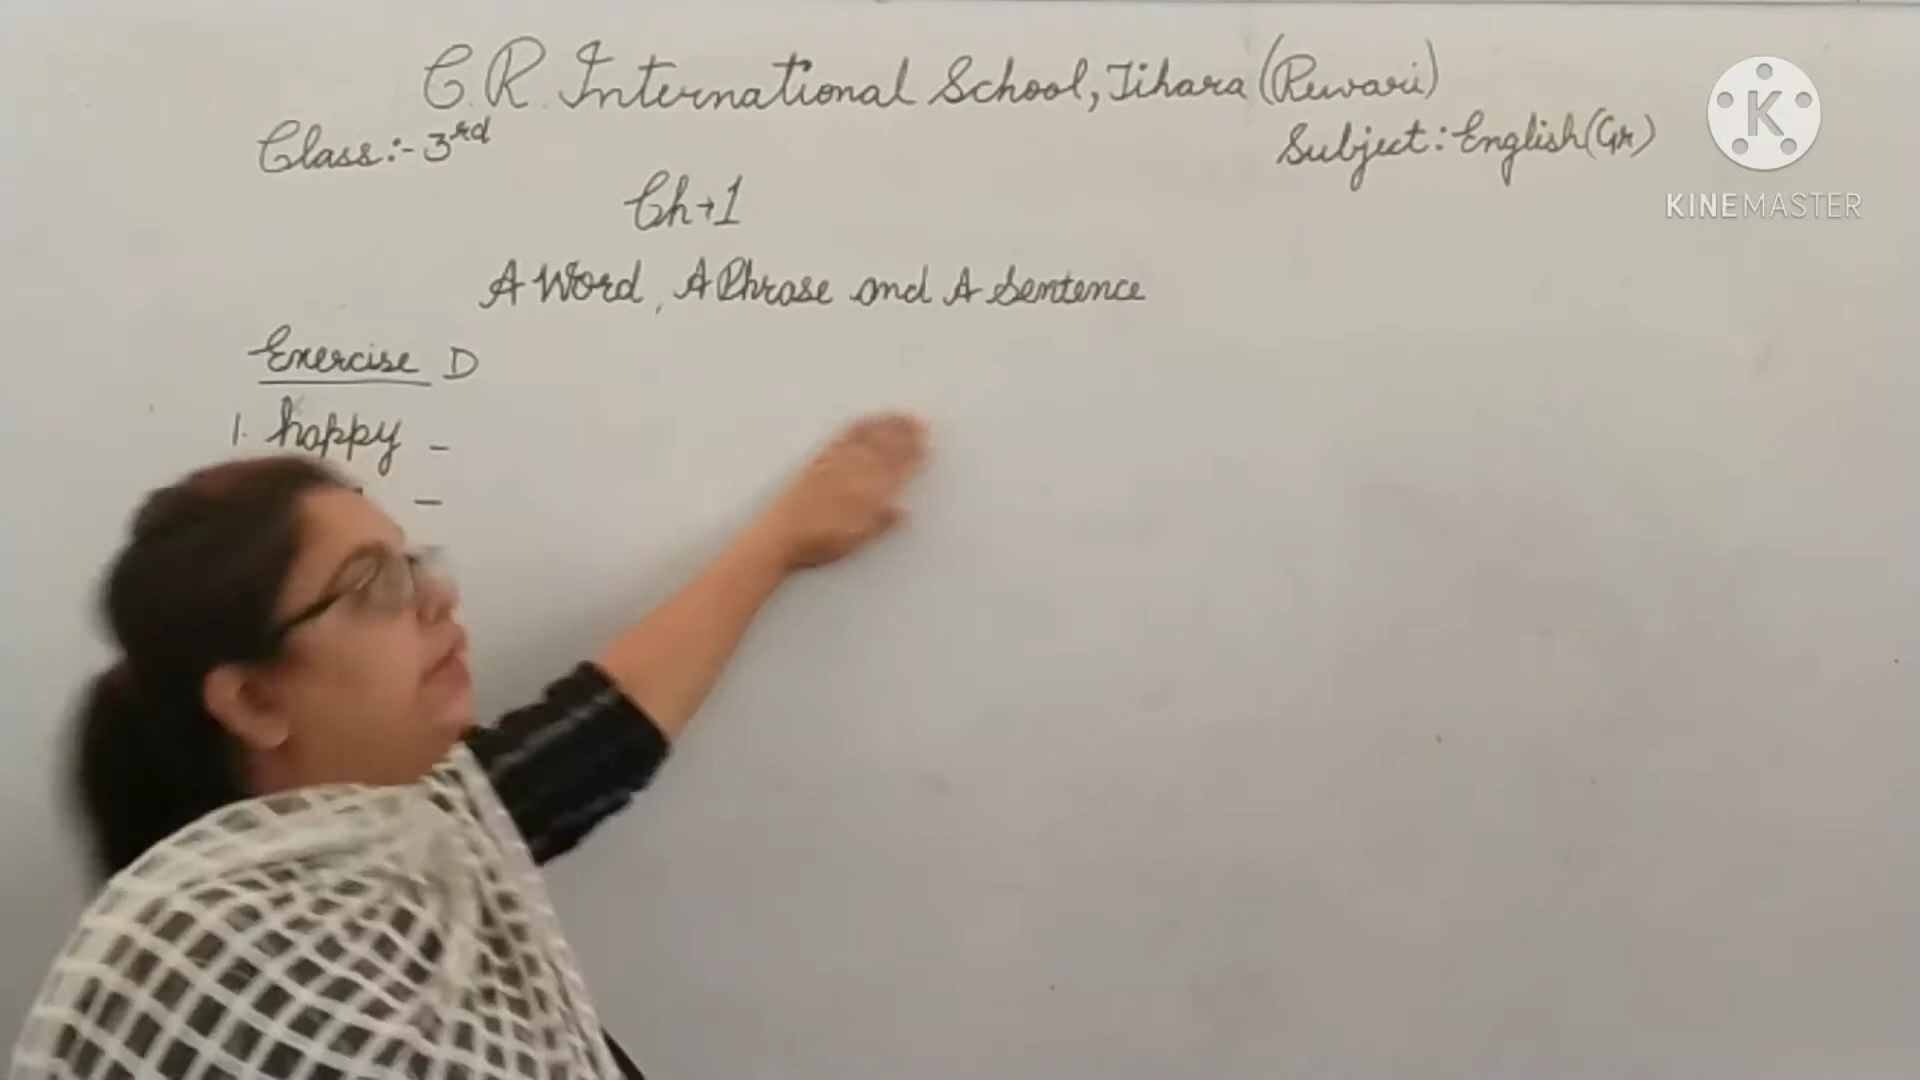 C.R. International School, Jihara (Rewari)
Class:- 3rd
Subject: English(Gr)
Ch→1
A Word, A Phrase and A Sentence
Exercise D
1. happy -
-
K
KINEMASTER